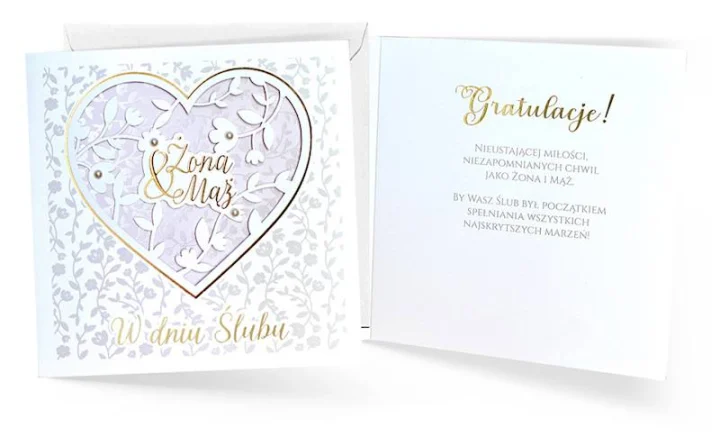 Żona
& Mąż
W dniu Ślubu
Gratulacje!
Nieustającej miłości,
niezapomnianych chwil
jako Żona i Mąż.
By Wasz Ślub był początkiem
spełniania wszystkich
najskrytszych marzeń!